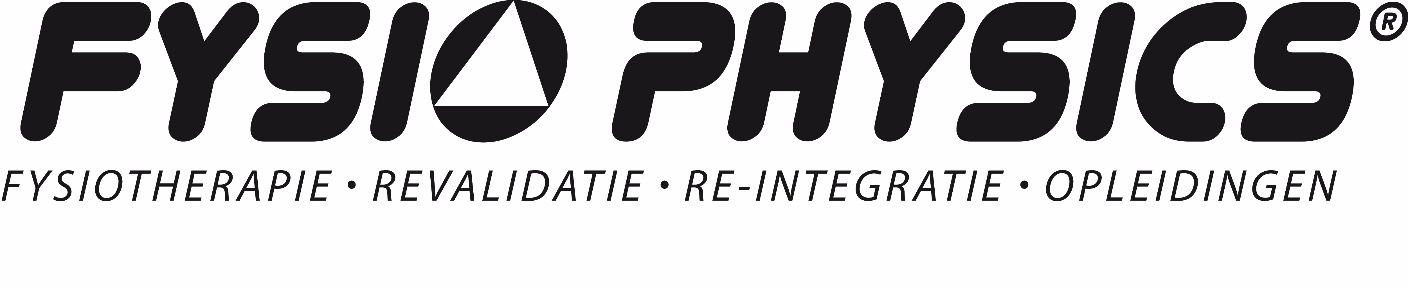 FYSIO PHYSICS®
FYSIOTHERAPIE • REVALIDATIE • RE-INTEGRATIE • OPLEIDINGEN